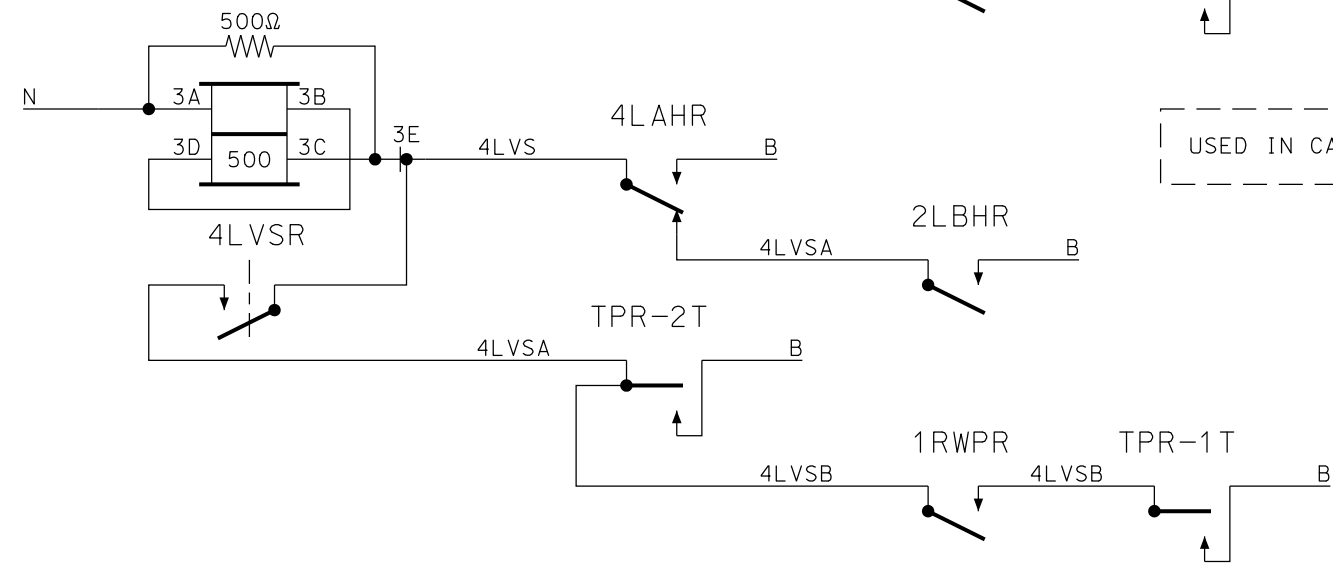 500Ω
N 3A 3B
3D 500 3C 3E 4LVS 4LAHR B
USED IN CA
4LVSR 4LVSA 2LBHR B
TPR-2T
4LVSA B
1RWPR TPR-1T
4LVSB 4LVSB B